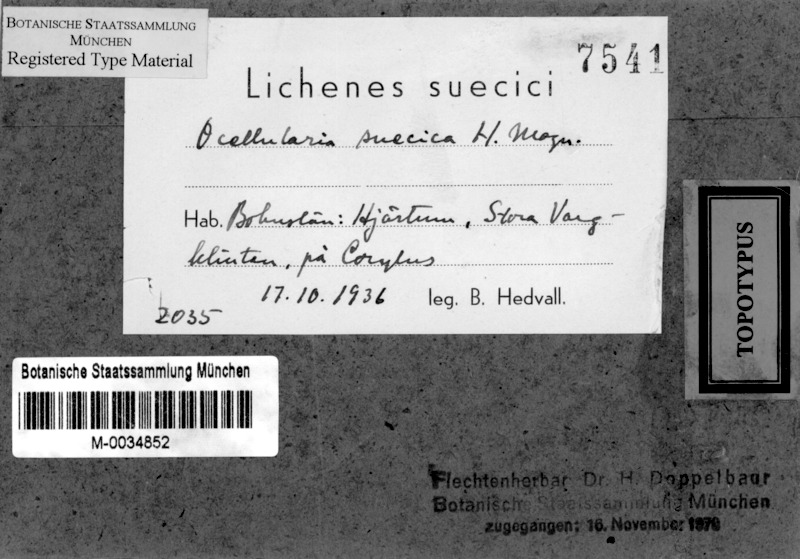 BOTANISCHE STAATSSAMMLUNG
MÜNCHEN
Registered Type Material
7541
Lichenes suecici
Ocellularia suecica H. Magn.
Hab. Bohuslän: Hjärtum, Stora Varg-
klinten, på Corylus
17.10.1936 leg. B. Hedvall.
2035
TOPOTYPUS
Botanische Staatssammlung München
M-0034852
Flechtenherbar Dr. H. Doppelbaur
Botanische Staatssammlung München
zugegangen: 16. November 1970